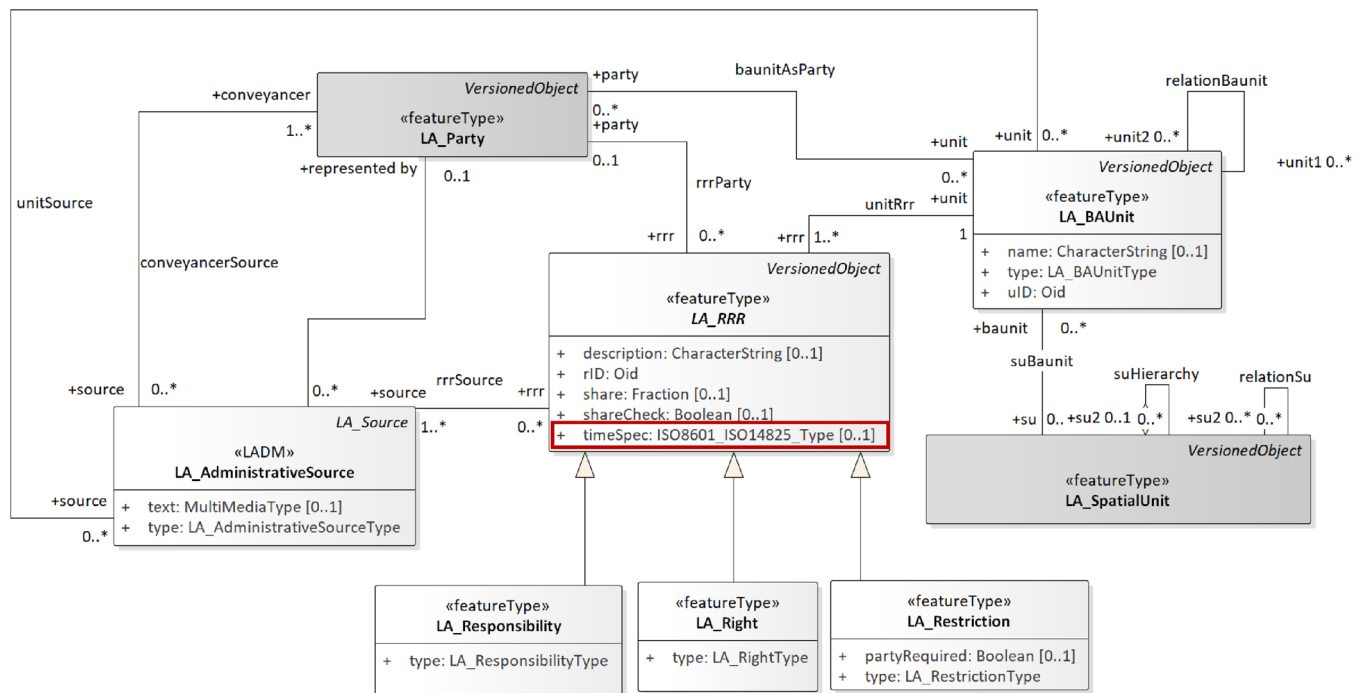 baunitAsParty
relationBaunit
VersionedObject
«featureType»
LA_Party
+party
0..*
+party
0..1
+conveyancer
1..*
+represented by
0..1
+unit
0..*
+unit2 0..*
+unit1 0..*
+unit
0..*
+unit
1
rrrParty
unitRrr
unitSource
conveyancerSource
VersionedObject
«featureType»
LA_BAUnit
+ name: CharacterString [0..1]
+ type: LA_BAUnitType
+ uID: Oid
+rrr
0..*
+rrr
1..*
VersionedObject
«featureType»
LA_RRR
+ description: CharacterString [0..1]
+ rID: Oid
+ share: Fraction [0..1]
+ shareCheck: Boolean [0..1]
+ timeSpec: ISO8601_ISO14825_Type [0..1]
+baunit
0..*
suBaunit
suHierarchy
relationSu
+su
0..
+su2 0..1
0..*
+su2 0..*
0..*
VersionedObject
«featureType»
LA_SpatialUnit
+source
0..*
0..*
+source
1..*
rrrSource
+rrr
0..*
LA_Source
«LADM»
LA_AdministrativeSource
+ text: MultiMediaType [0..1]
+ type: LA_AdministrativeSourceType
+source
0..*
«featureType»
LA_Responsibility
+ type: LA_ResponsibilityType
«featureType»
LA_Right
+ type: LA_RightType
«featureType»
LA_Restriction
+ partyRequired: Boolean [0..1]
+ type: LA_RestrictionType